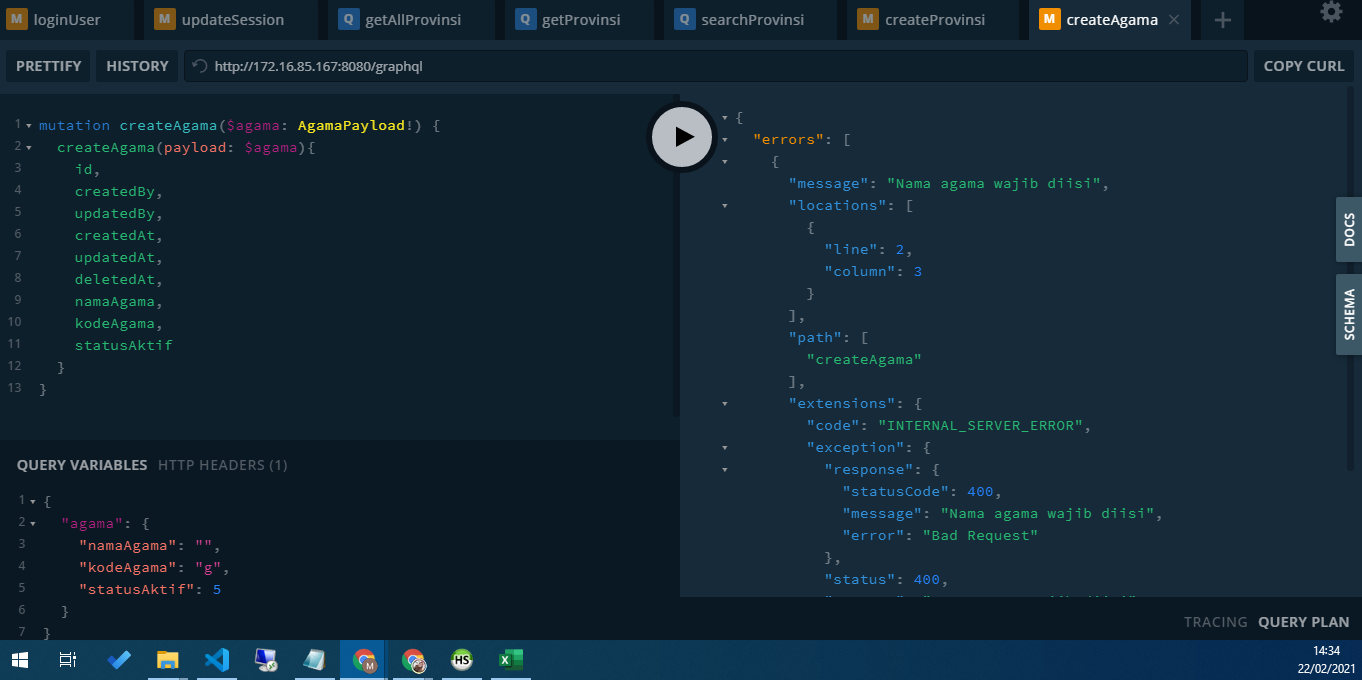 M loginUser
M updateSession
Q getAllProvinsi
Q getProvinsi
Q searchProvinsi
M createProvinsi
M createAgama
PRETTIFY
HISTORY
http://172.16.85.167:8080/graphql
COPY CURL
1 mutation createAgama($agama: AgamaPayload!) {
2 createAgama(payload: $agama){
3 id,
4 createdBy,
5 updatedBy,
6 createdAt,
7 updatedAt,
8 deletedAt,
9 namaAgama,
10 kodeAgama,
11 statusAktif
12 }
13 }
QUERY VARIABLES HTTP HEADERS (1)
1 {
2 "agama": {
3 "namaAgama": "",
4 "kodeAgama": "g",
5 "statusAktif": 5
6 }
7 }
{
"errors": [
{
"message": "Nama agama wajib diisi",
"locations": [
{
"line": 2,
"column": 3
}
],
"path": [
"createAgama"
],
"extensions": {
"code": "INTERNAL_SERVER_ERROR",
"exception": {
"response": {
"statusCode": 400,
"message": "Nama agama wajib diisi",
"error": "Bad Request"
},
"status": 400,
DOCS
SCHEMA
TRACING QUERY PLAN
M
HS
X
14:34
22/02/2021